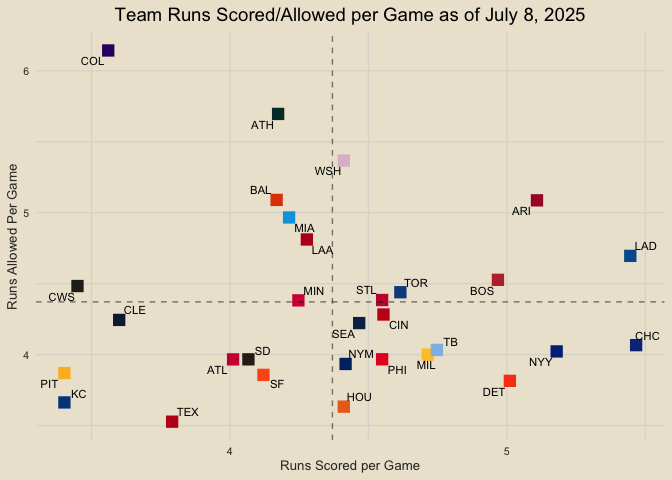 Team Runs Scored/Allowed per Game as of July 8, 2025
COL
6
ATH
WSH
BAL
ARI
5
MIA
LAA
LAD
BOS
CWS
MIN
STL
TOR
CLE
CIN
SEA
CHC
TB
SD
NYM
NYY
4
MIL
ATL
PHI
PIT
SF
DET
KC
HOU
TEX
4
5
Runs Scored per Game
Runs Allowed Per Game